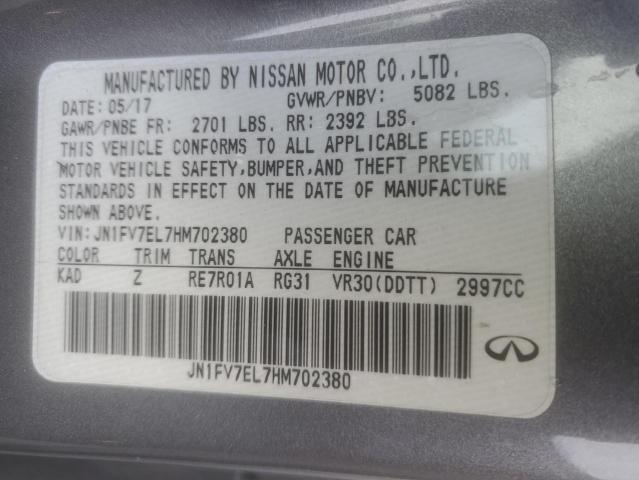 MANUFACTURED BY NISSAN MOTOR CO.,LTD.
DATE: 05/17 GVWR/PNBV: 5082 LBS.
GAWR/PNBE FR: 2701 LBS. RR: 2392 LBS.
THIS VEHICLE CONFORMS TO ALL APPLICABLE FEDERAL
MOTOR VEHICLE SAFETY,BUMPER,AND THEFT PREVENTION
STANDARDS IN EFFECT ON THE DATE OF MANUFACTURE
SHOWN ABOVE.
VIN:JN1FV7EL7HM702380 PASSENGER CAR
COLOR TRIM TRANS AXLE ENGINE
KAD Z RE7R01A RG31 VR30(DDTT) 2997CC
JN1FV7EL7HM702380